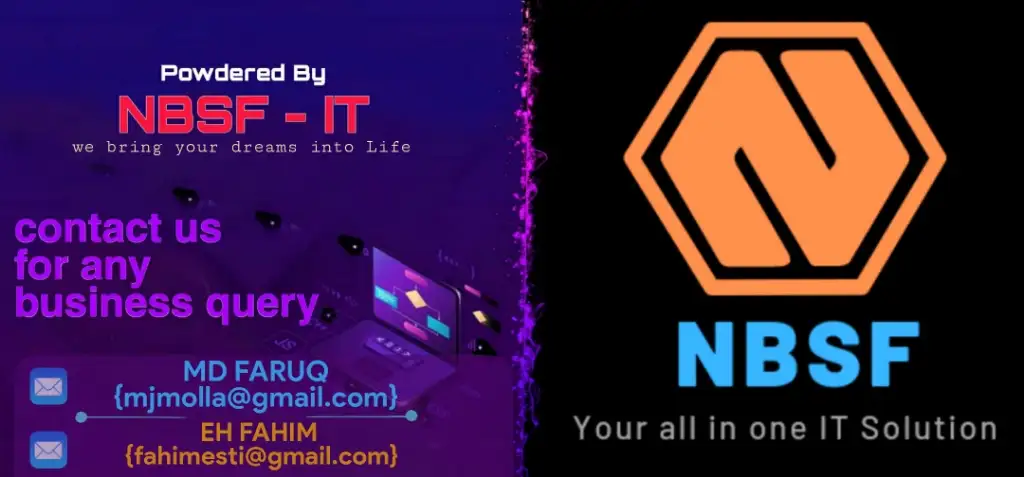 Powdered By
NBSF - IT
we bring your dreams into Life
contact us
for any
business query
MD FARUQ
{mjmolla@gmail.com}
EH FAHIM
{fahimesti@gmail.com}
NBSF
Your all in one IT Solution